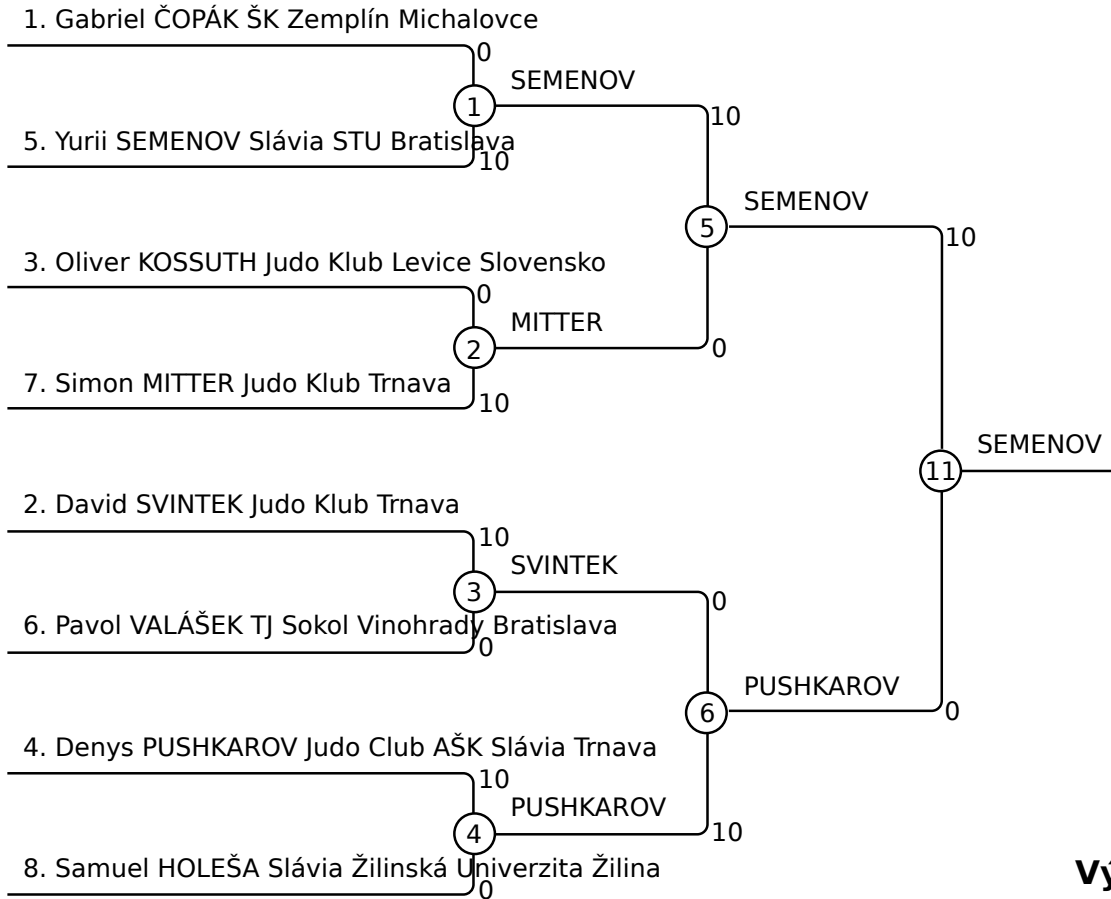 1. Gabriel ČOPÁK ŠK Zemplín Michalovce
0
SEMENOV
1
10
5. Yurii SEMENOV Slávia STU Bratislava
10
SEMENOV
5
10
3. Oliver KOSSUTH Judo Klub Levice Slovensko
0
MITTER
2
0
7. Simon MITTER Judo Klub Trnava
10
SEMENOV
11
2. David SVINTEK Judo Klub Trnava
10
SVINTEK
3
0
6. Pavol VALÁŠEK TJ Sokol Vinohrady Bratislava
0
PUSHKAROV
6
0
4. Denys PUSHKAROV Judo Club AŠK Slávia Trnava
10
PUSHKAROV
4
10
8. Samuel HOLEŠA Slávia Žilinská Univerzita Žilina
0